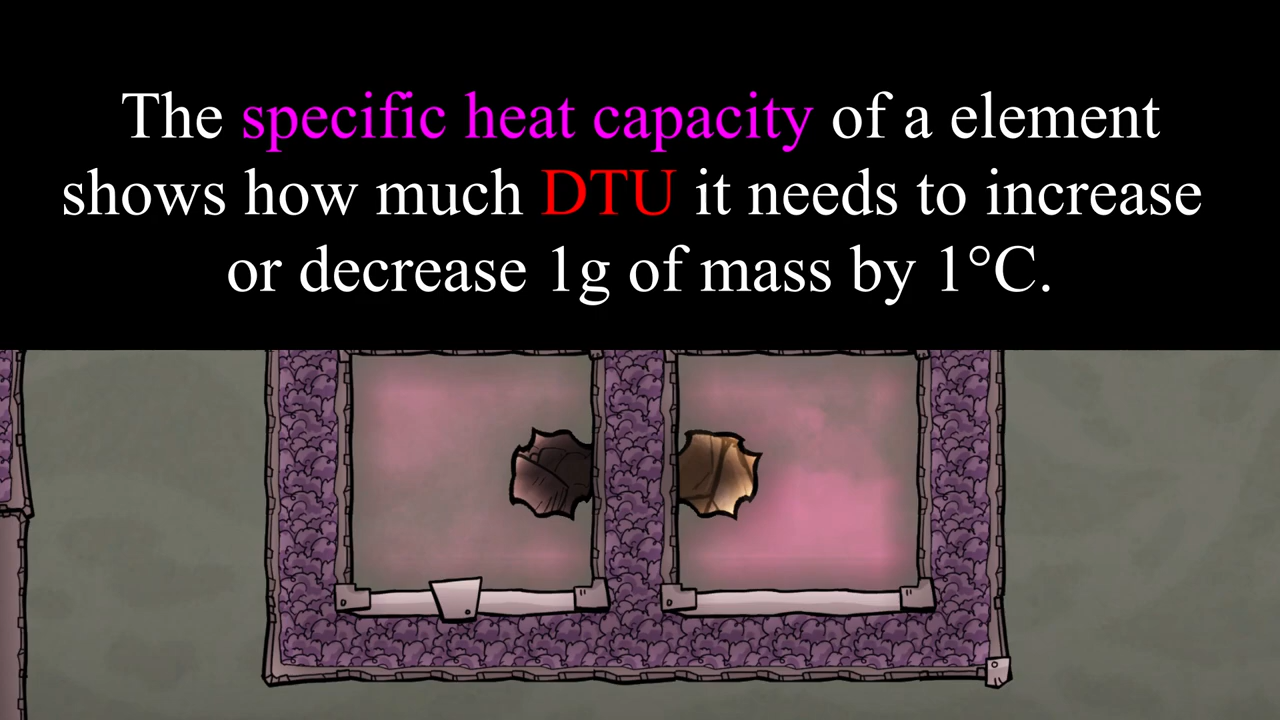 The specific heat capacity of a element
shows how much DTU it needs to increase
or decrease 1g of mass by 1°C.